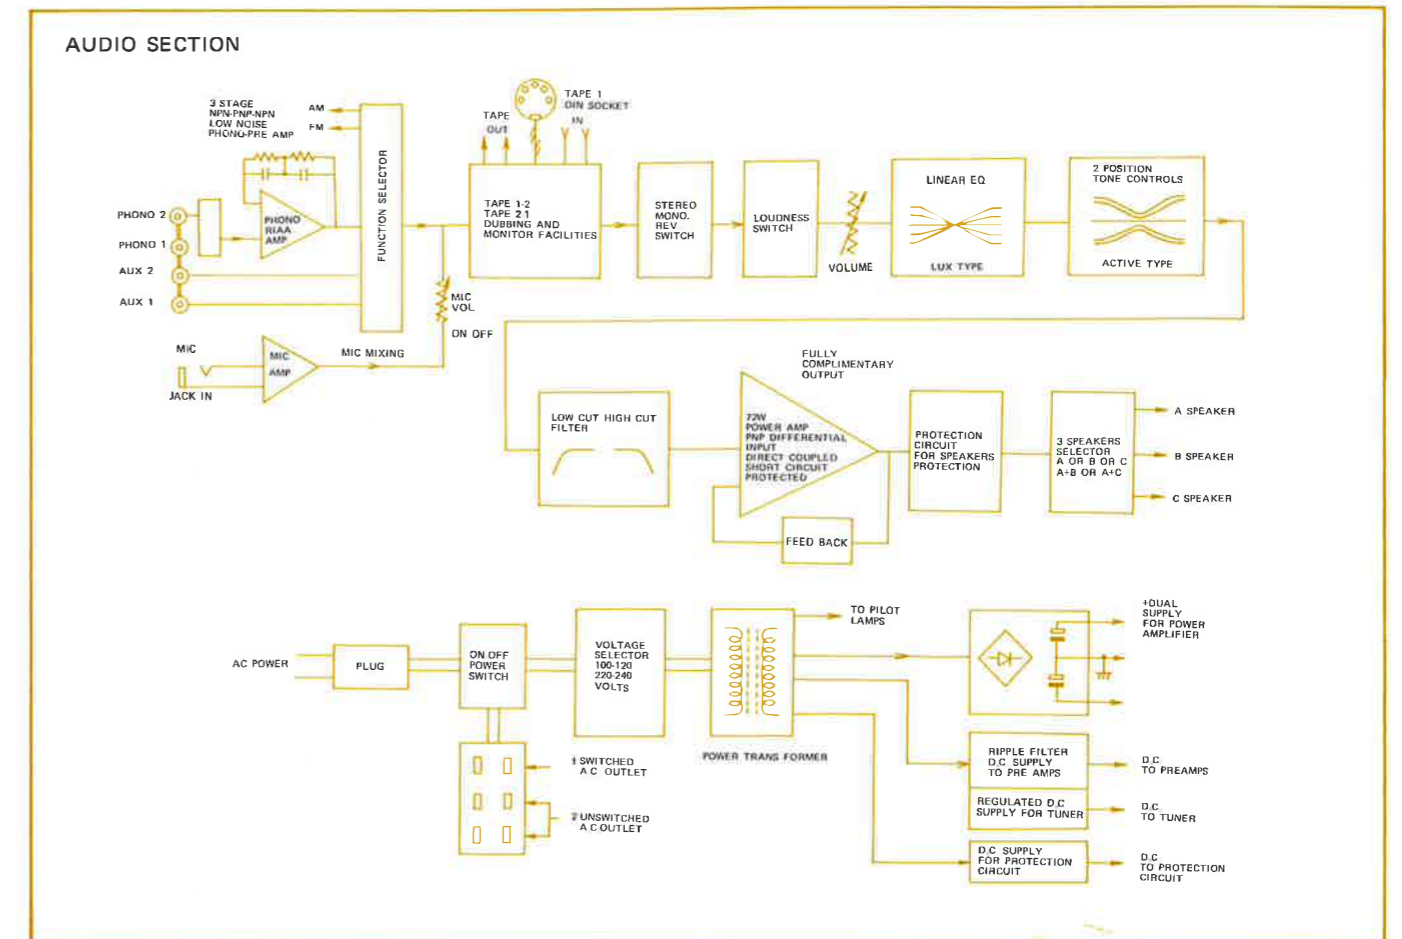 AUDIO SECTION
3 STAGE
NPN-PNP-NPN
LOW NOISE
PHONO-PRE AMP
AM
FM
TAPE
OUT
TAPE 1
DIN SOCKET
IN
PHONO 2
PHONO 1
AUX 2
AUX 1
PHONO
RIAA
AMP
FUNCTION SELECTOR
TAPE 1-2
TAPE 2 1
DUBBING AND
MONITOR FACILITIES
STEREO
MONO.
REV
SWITCH
LOUDNESS
SWITCH
VOLUME
LINEAR EQ
LUX TYPE
2 POSITION
TONE CONTROLS
ACTIVE TYPE
MIC
VOL
ON OFF
MIC
JACK IN
MIC
AMP
MIC MIXING
LOW CUT HIGH CUT
FILTER
FULLY
COMPLIMENTARY
OUTPUT
72W
POWER AMP
PNP DIFFERENTIAL
INPUT
DIRECT COUPLED
SHORT CIRCUIT
PROTECTED
FEED BACK
PROTECTION
CIRCUIT
FOR SPEAKERS
PROTECTION
3 SPEAKERS
SELECTOR
A OR B OR C
A+B OR A+C
A SPEAKER
B SPEAKER
C SPEAKER
AC POWER
PLUG
ON OFF
POWER
SWITCH
VOLTAGE
SELECTOR
100-120
220-240
VOLTS
POWER TRANS FORMER
TO PILOT
LAMPS
+DUAL
SUPPLY
FOR POWER
AMPLIFIER
1 SWITCHED
A C OUTLET
2 UNSWITCHED
A C OUTLET
RIPPLE FILTER
D.C SUPPLY
TO PRE AMPS
REGULATED D.C
SUPPLY FOR TUNER
D.C SUPPLY
FOR PROTECTION
CIRCUIT
D.C
TO PREAMPS
D.C
TO TUNER
D.C
TO PROTECTION
CIRCUIT